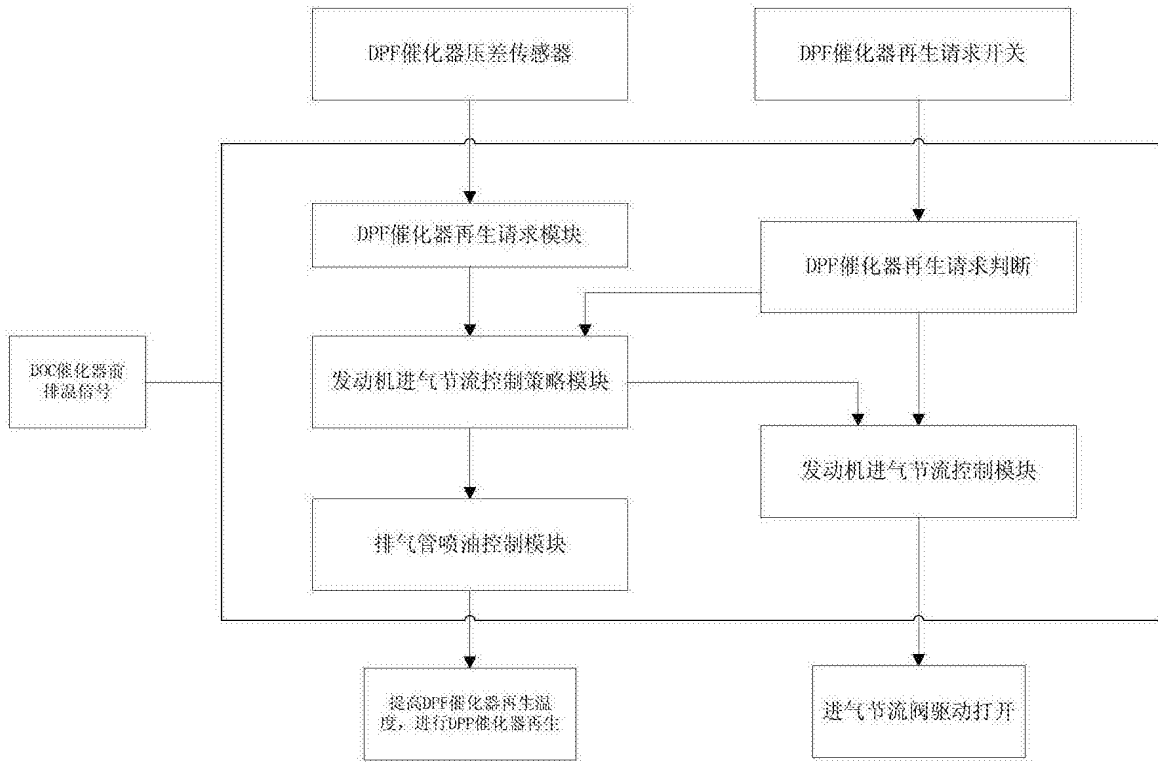 DPF催化器压差传感器
DPF催化器再生请求开关
DPF催化器再生请求模块
DPF催化器再生请求判断
DOC催化器前
排温信号
发动机进气节流控制策略模块
发动机进气节流控制模块
排气管喷油控制模块
提高DPF催化器再生温
度，进行DPF催化器再生
进气节流阀驱动打开